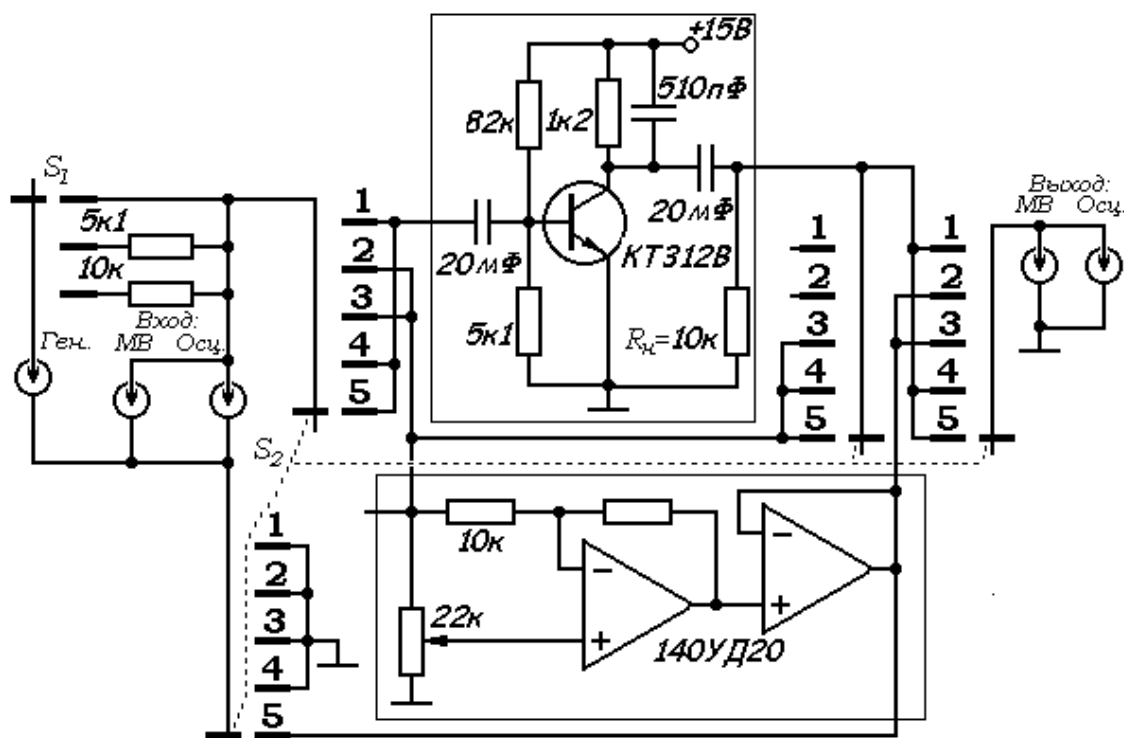 +15В
510пФ
82к
1к2
S1
5к1
10к
Вход:
МВ Осц.
Ген.
1
2
3
4
5
20мФ
КТ312В
20мФ
5к1
Rн=10к
1
2
3
4
5
1
2
3
4
5
Выход:
МВ Осц.
S2
1
2
3
4
5
10к
22к
−
+
−
+
140УД20